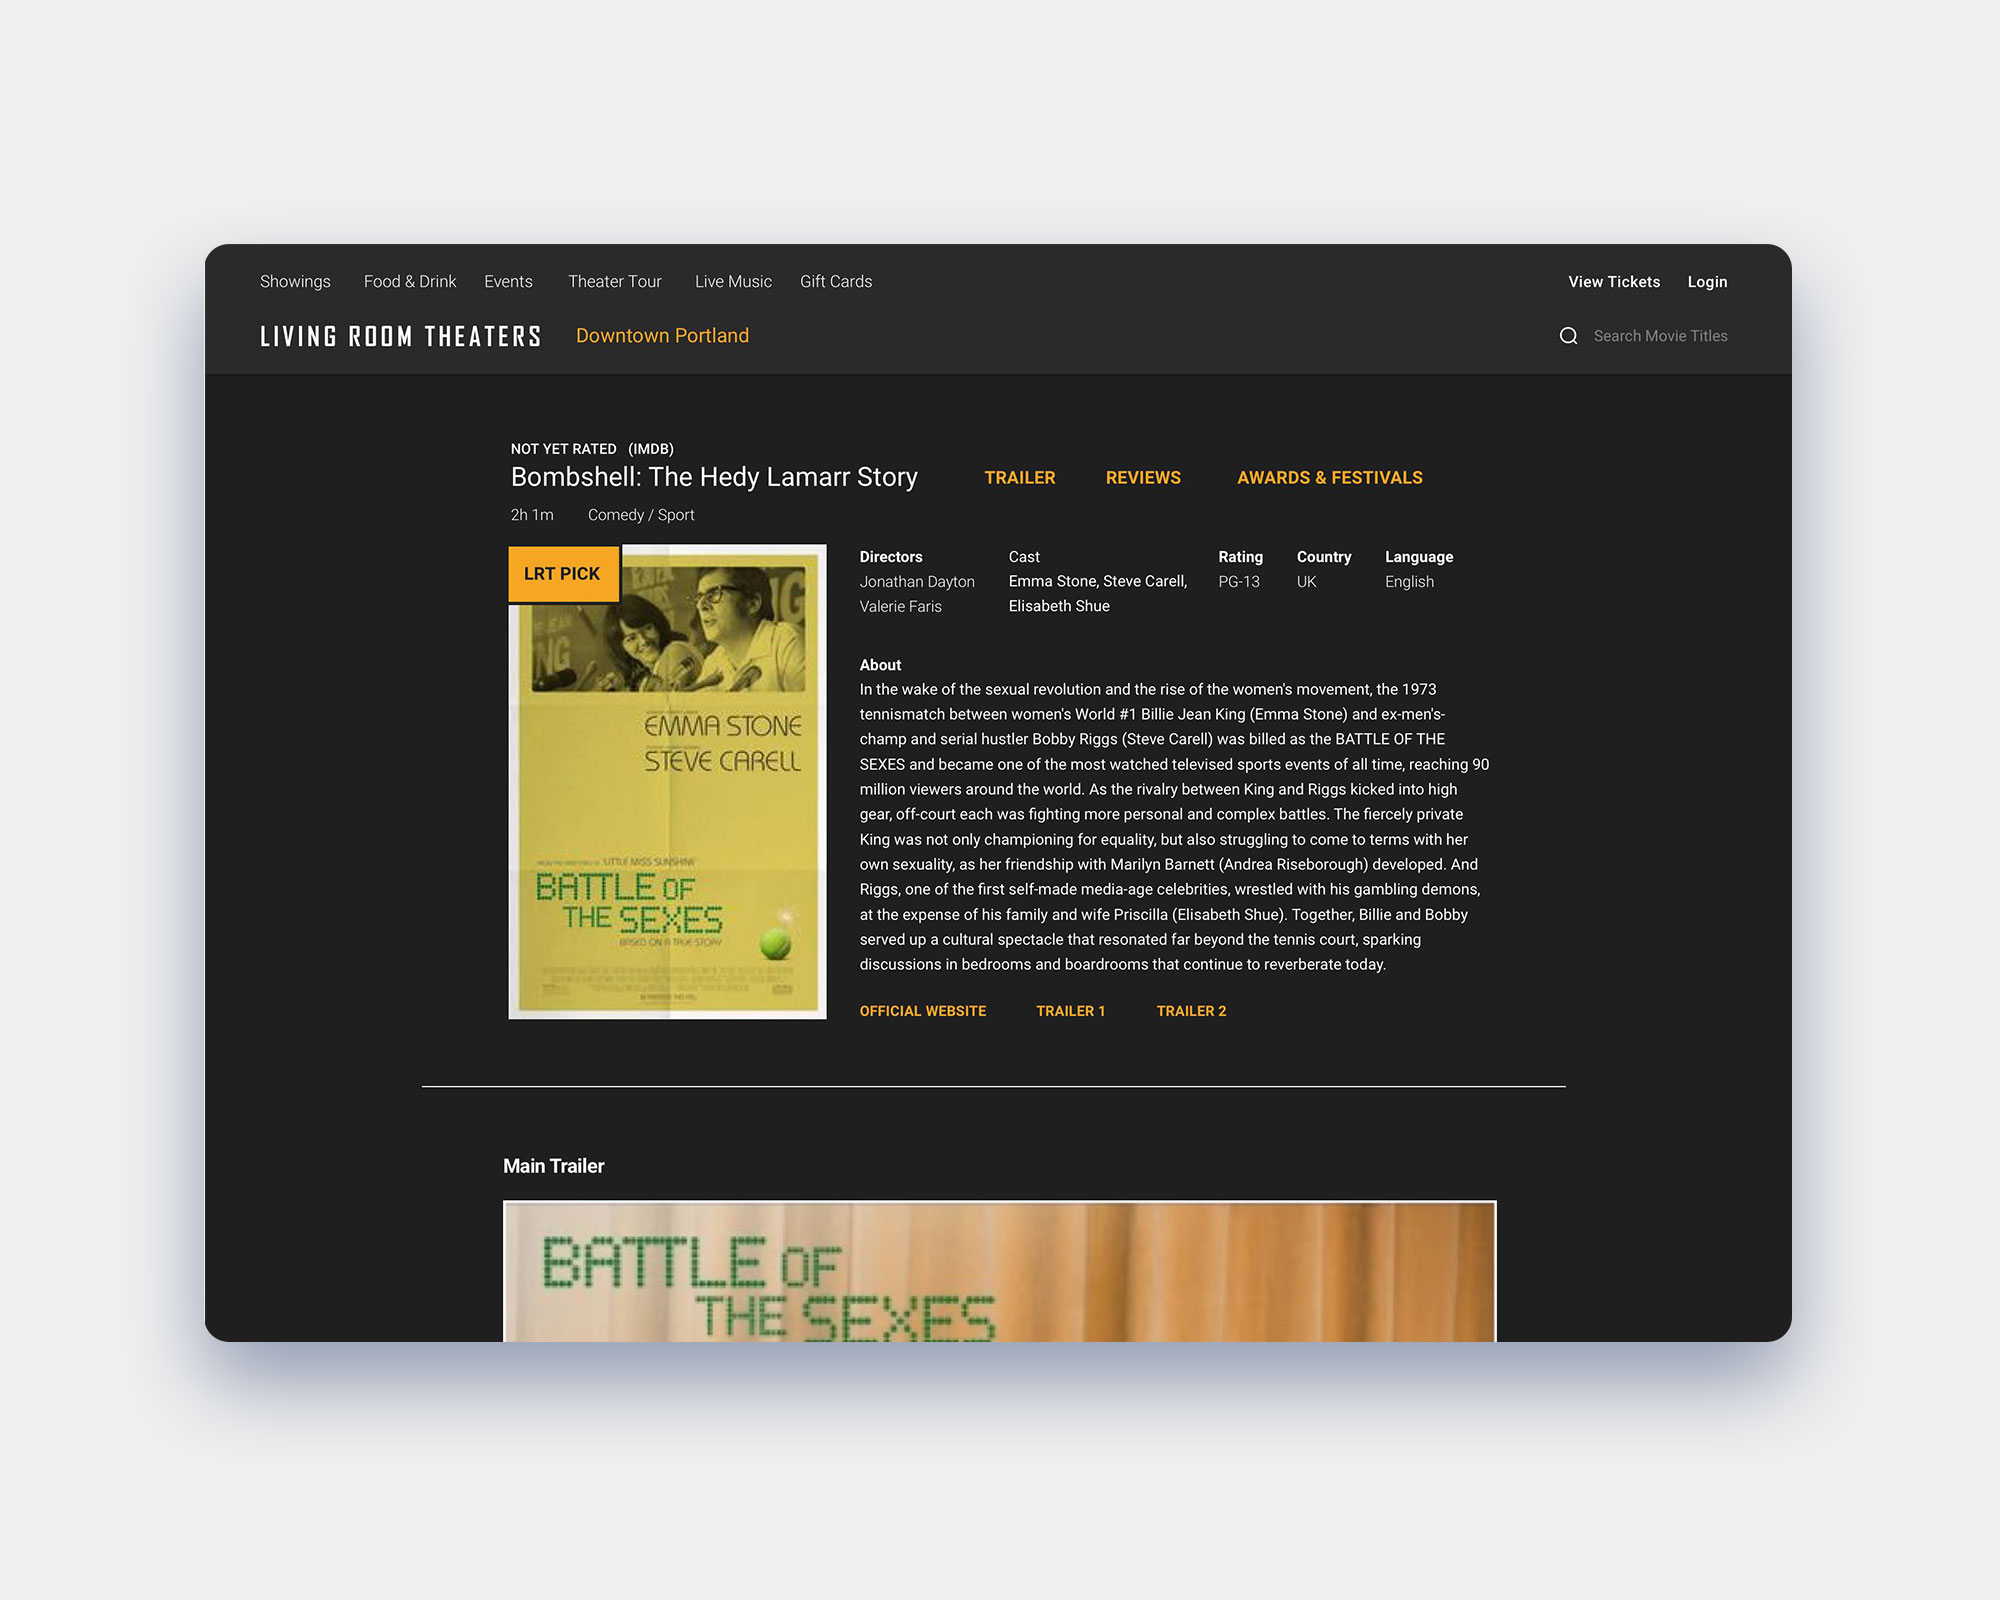 Showings Food & Drink Events Theater Tour Live Music Gift Cards View Tickets Login
LIVING ROOM THEATERS Downtown Portland Search Movie Titles
NOT YET RATED (IMDB)
Bombshell: The Hedy Lamarr Story TRAILER REVIEWS AWARDS & FESTIVALS
2h 1m Comedy / Sport
LRT PICK
EMMA STONE
STEVE CARELL
LITTLE MISS SUNSHINE
BATTLE OF
THE SEXES
BASED ON A TRUE STORY
Directors Cast Rating Country Language
Jonathan Dayton Emma Stone, Steve Carell, PG-13 UK English
Valerie Faris Elisabeth Shue
About
In the wake of the sexual revolution and the rise of the women's movement, the 1973
tennismatch between women's World #1 Billie Jean King (Emma Stone) and ex-men's-
champ and serial hustler Bobby Riggs (Steve Carell) was billed as the BATTLE OF THE
SEXES and became one of the most watched televised sports events of all time, reaching 90
million viewers around the world. As the rivalry between King and Riggs kicked into high
gear, off-court each was fighting more personal and complex battles. The fiercely private
King was not only championing for equality, but also struggling to come to terms with her
own sexuality, as her friendship with Marilyn Barnett (Andrea Riseborough) developed. And
Riggs, one of the first self-made media-age celebrities, wrestled with his gambling demons,
at the expense of his family and wife Priscilla (Elisabeth Shue). Together, Billie and Bobby
served up a cultural spectacle that resonated far beyond the tennis court, sparking
discussions in bedrooms and boardrooms that continue to reverberate today.
OFFICIAL WEBSITE TRAILER 1 TRAILER 2
Main Trailer
BATTLE OF
THE SEXES